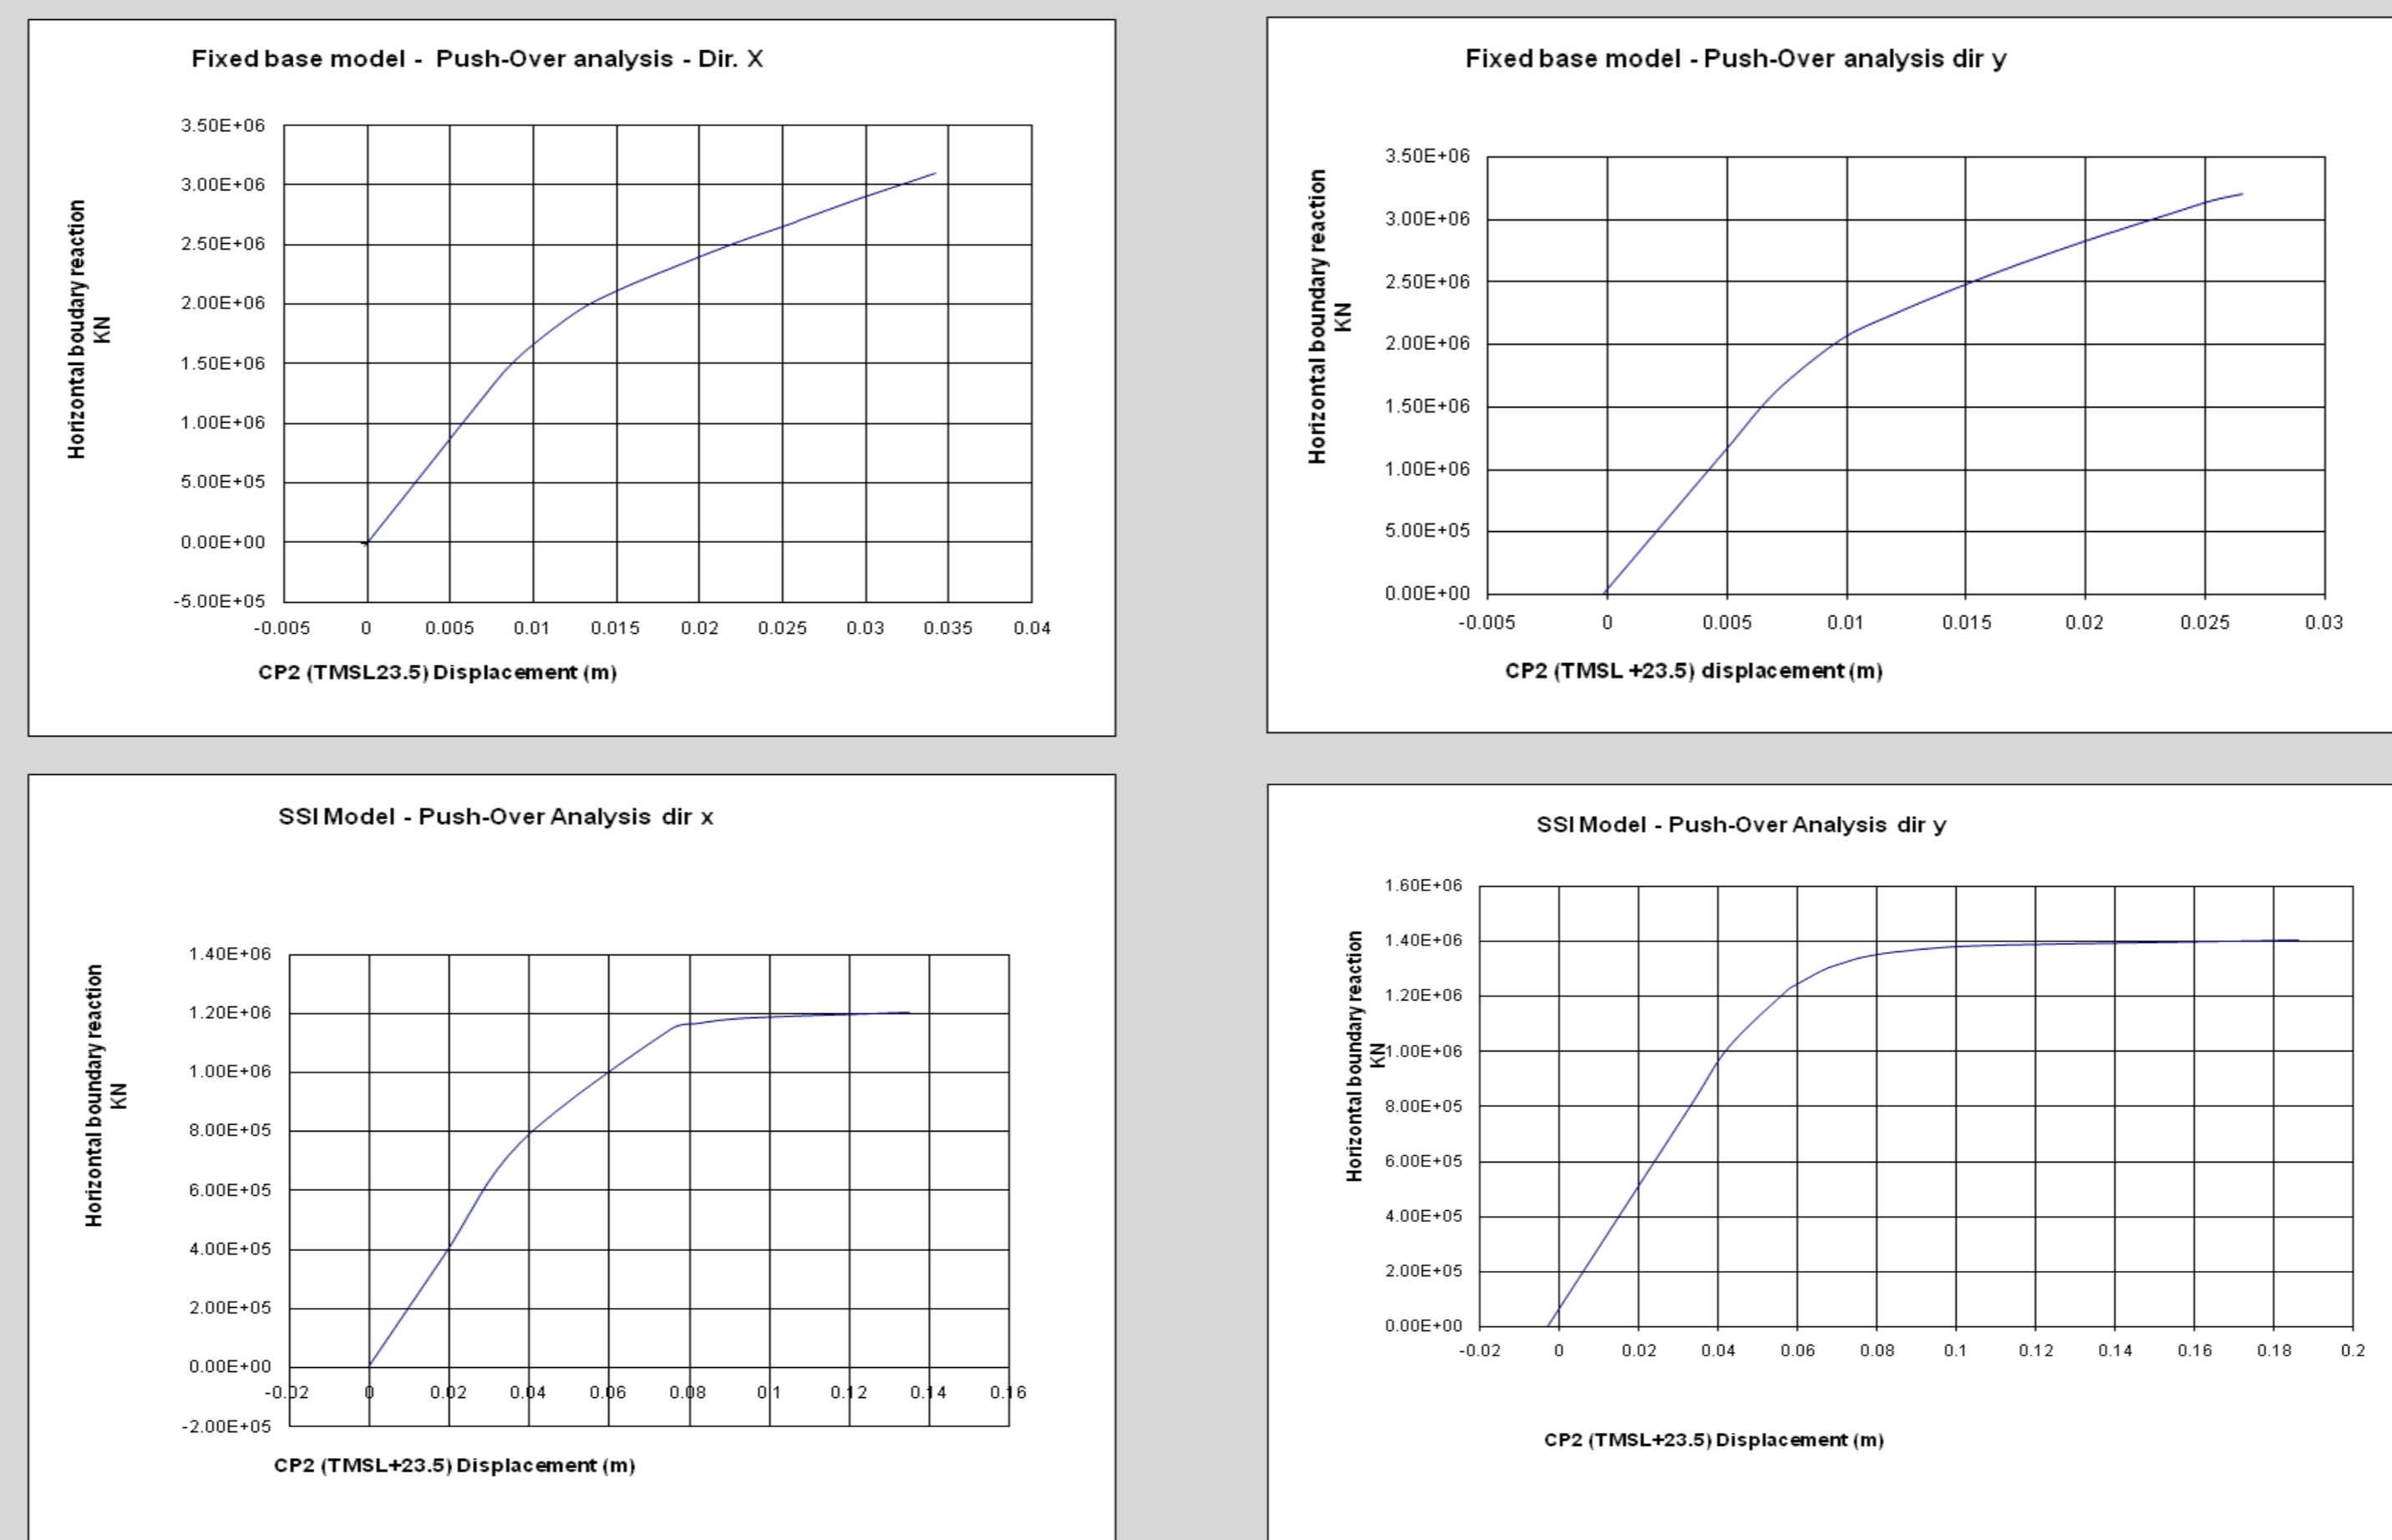 Fixed base model - Push-Over analysis - Dir. X
Horizontal boudary reaction
KN
3.50E+06
3.00E+06
2.50E+06
2.00E+06
1.50E+06
1.00E+06
5.00E+05
0.00E+00
-5.00E+05
-0.005 0 0.005 0.01 0.015 0.02 0.025 0.03 0.035 0.04
CP2 (TMSL23.5) Displacement (m)
Fixed base model - Push-Over analysis dir y
Horizontal boundary reaction
KN
3.50E+06
3.00E+06
2.50E+06
2.00E+06
1.50E+06
1.00E+06
5.00E+05
0.00E+00
-0.005 0 0.005 0.01 0.015 0.02 0.025 0.03
CP2 (TMSL +23.5) displacement (m)
SSI Model - Push-Over Analysis dir x
Horizontal boundary reaction
KN
1.40E+06
1.20E+06
1.00E+06
8.00E+05
6.00E+05
4.00E+05
2.00E+05
0.00E+00
-0.02 0 0.02 0.04 0.06 0.08 0.1 0.12 0.14 0.16
-2.00E+05
CP2 (TMSL+23.5) Displacement (m)
SSI Model - Push-Over Analysis dir y
Horizontal boundary reaction
KN
1.60E+06
1.40E+06
1.20E+06
1.00E+06
8.00E+05
6.00E+05
4.00E+05
2.00E+05
0.00E+00
-0.02 0 0.02 0.04 0.06 0.08 0.1 0.12 0.14 0.16 0.18 0.2
CP2 (TMSL+23.5) Displacement (m)